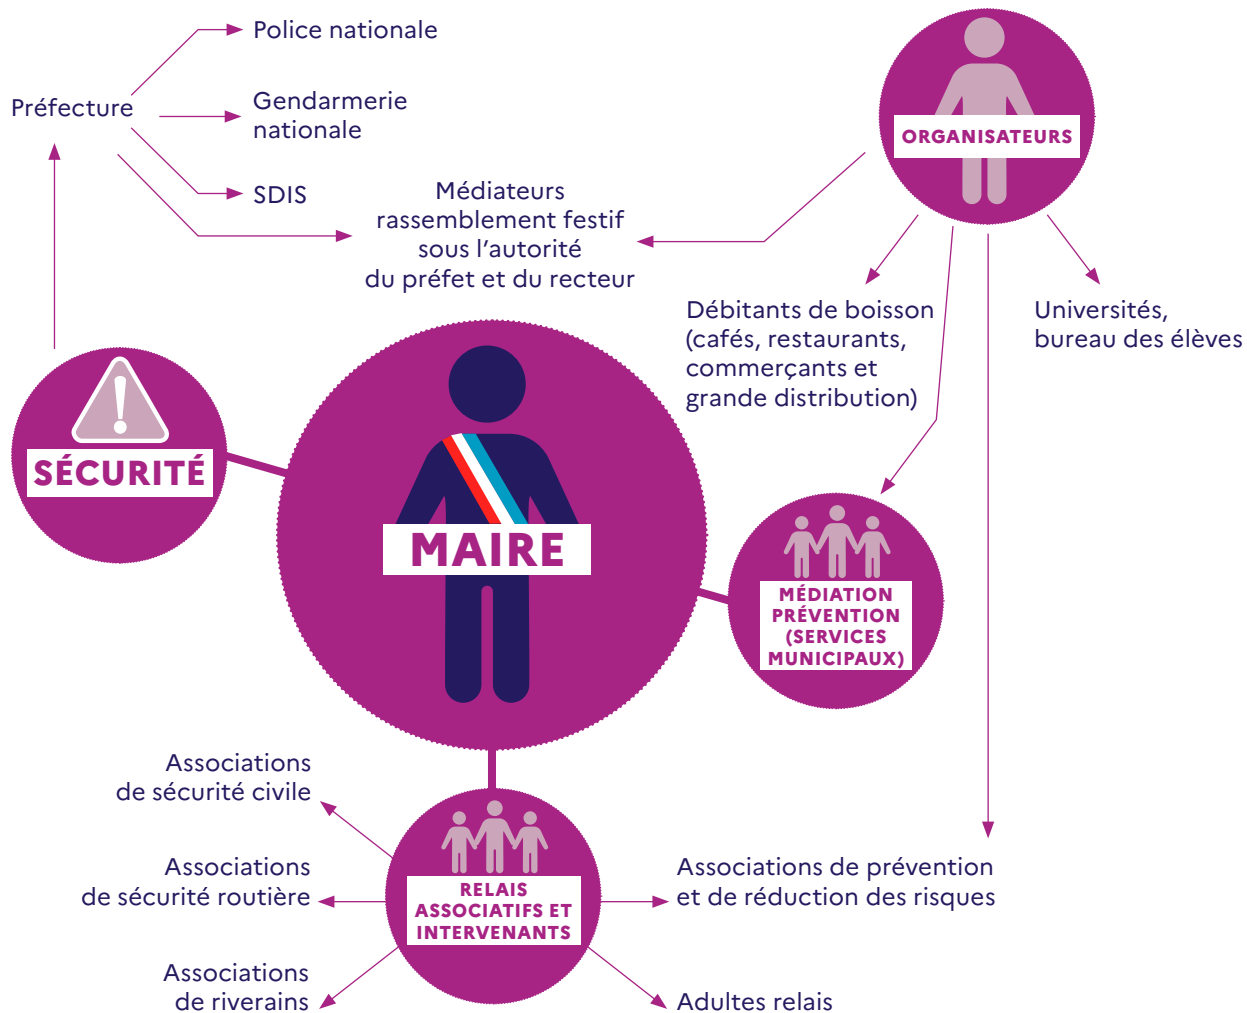 Police nationale
Préfecture
Gendarmerie
nationale
SDIS
Médiateurs
rassemblement festif
sous l'autorité
du préfet et du recteur
ORGANISATEURS
Débitants de boisson
(cafés, restaurants,
commerçants et
grande distribution)
Universités,
bureau des élèves
SÉCURITÉ
MAIRE
MÉDIATION
PRÉVENTION
(SERVICES
MUNICIPAUX)
Associations
de sécurité civile
Associations
de sécurité routière
Associations
de riverains
RELAIS
ASSOCIATIFS ET
INTERVENANTS
Associations de prévention
et de réduction des risques
Adultes relais